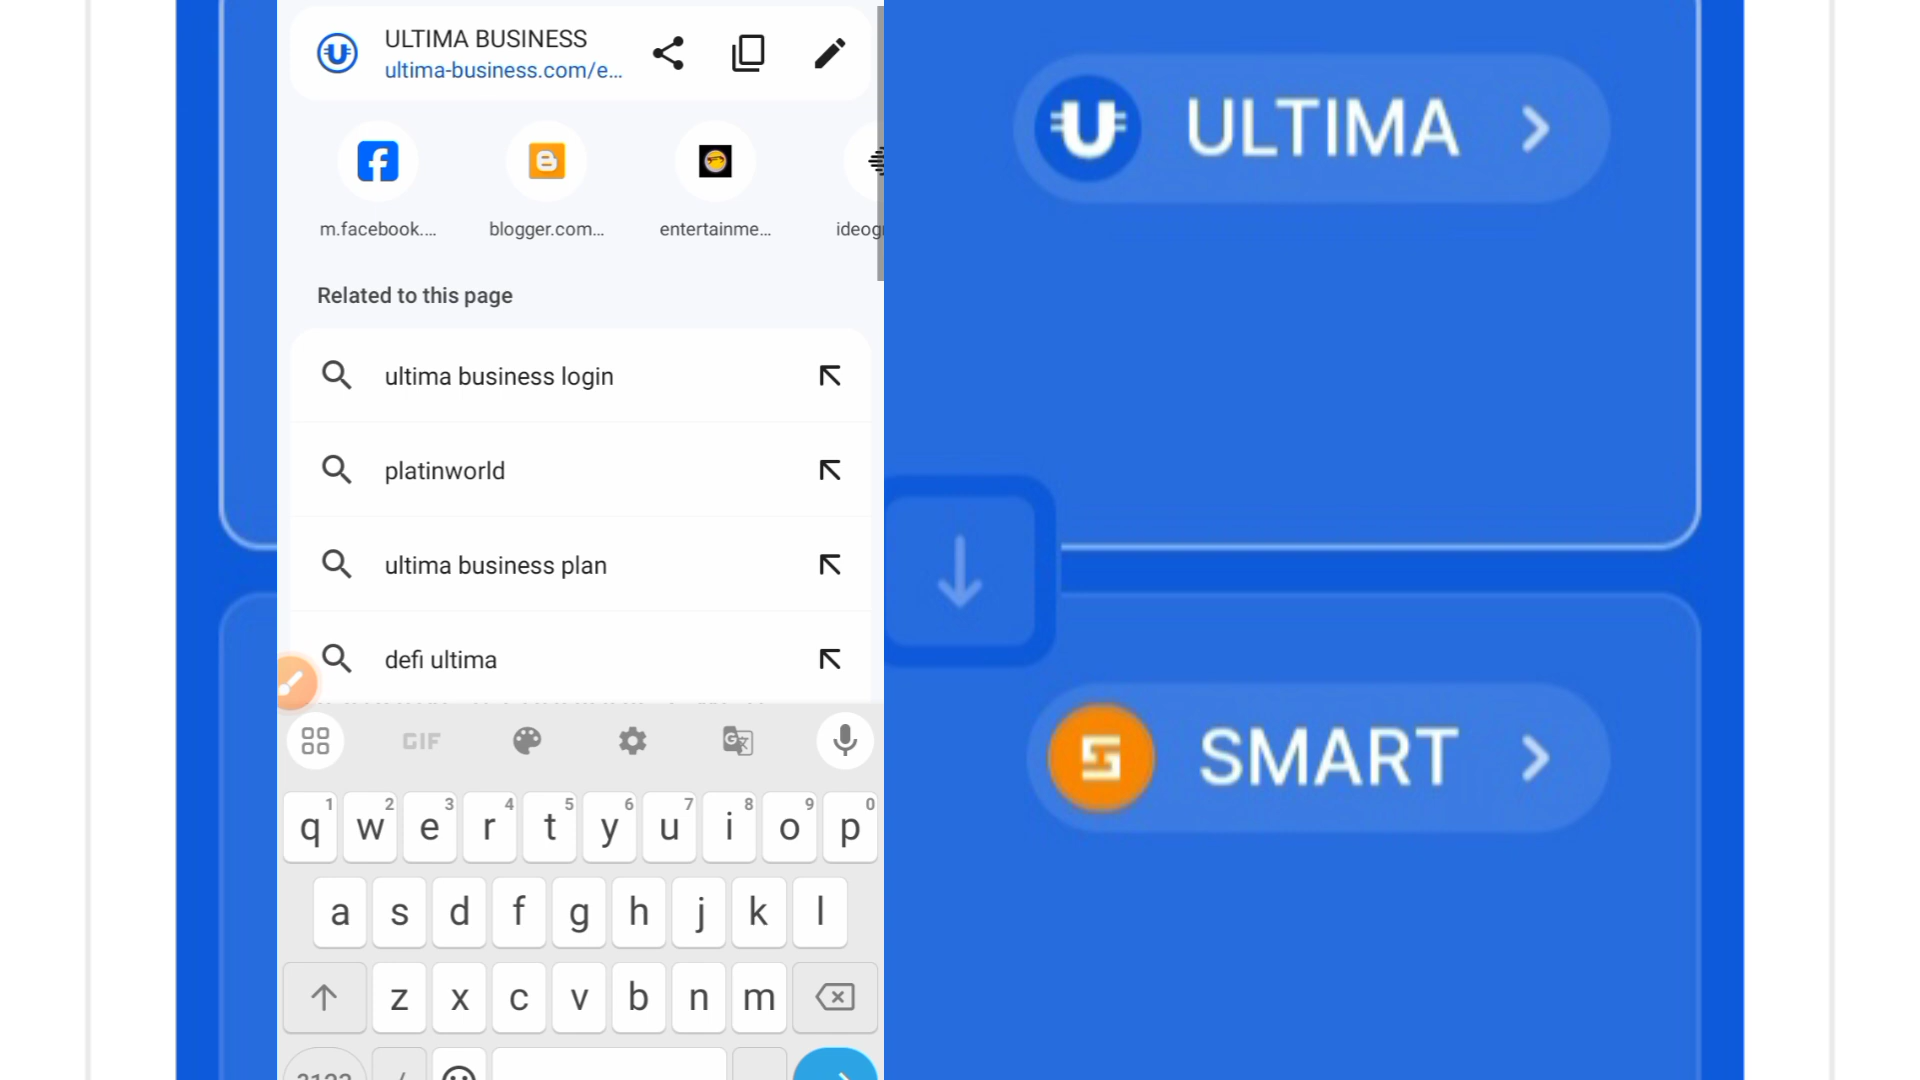 ULTIMA BUSINESS
ultima-business.com/e...
m.facebook....
blogger.com...
entertainme...
Related to this page
ultima business login
platinworld
ultima business plan
defi ultima
GIF
1 2 3 4 5 6 7 8 9 0
q w e r t y u i o p
a s d f g h j k l
z x c v b n m
ULTIMA
SMART